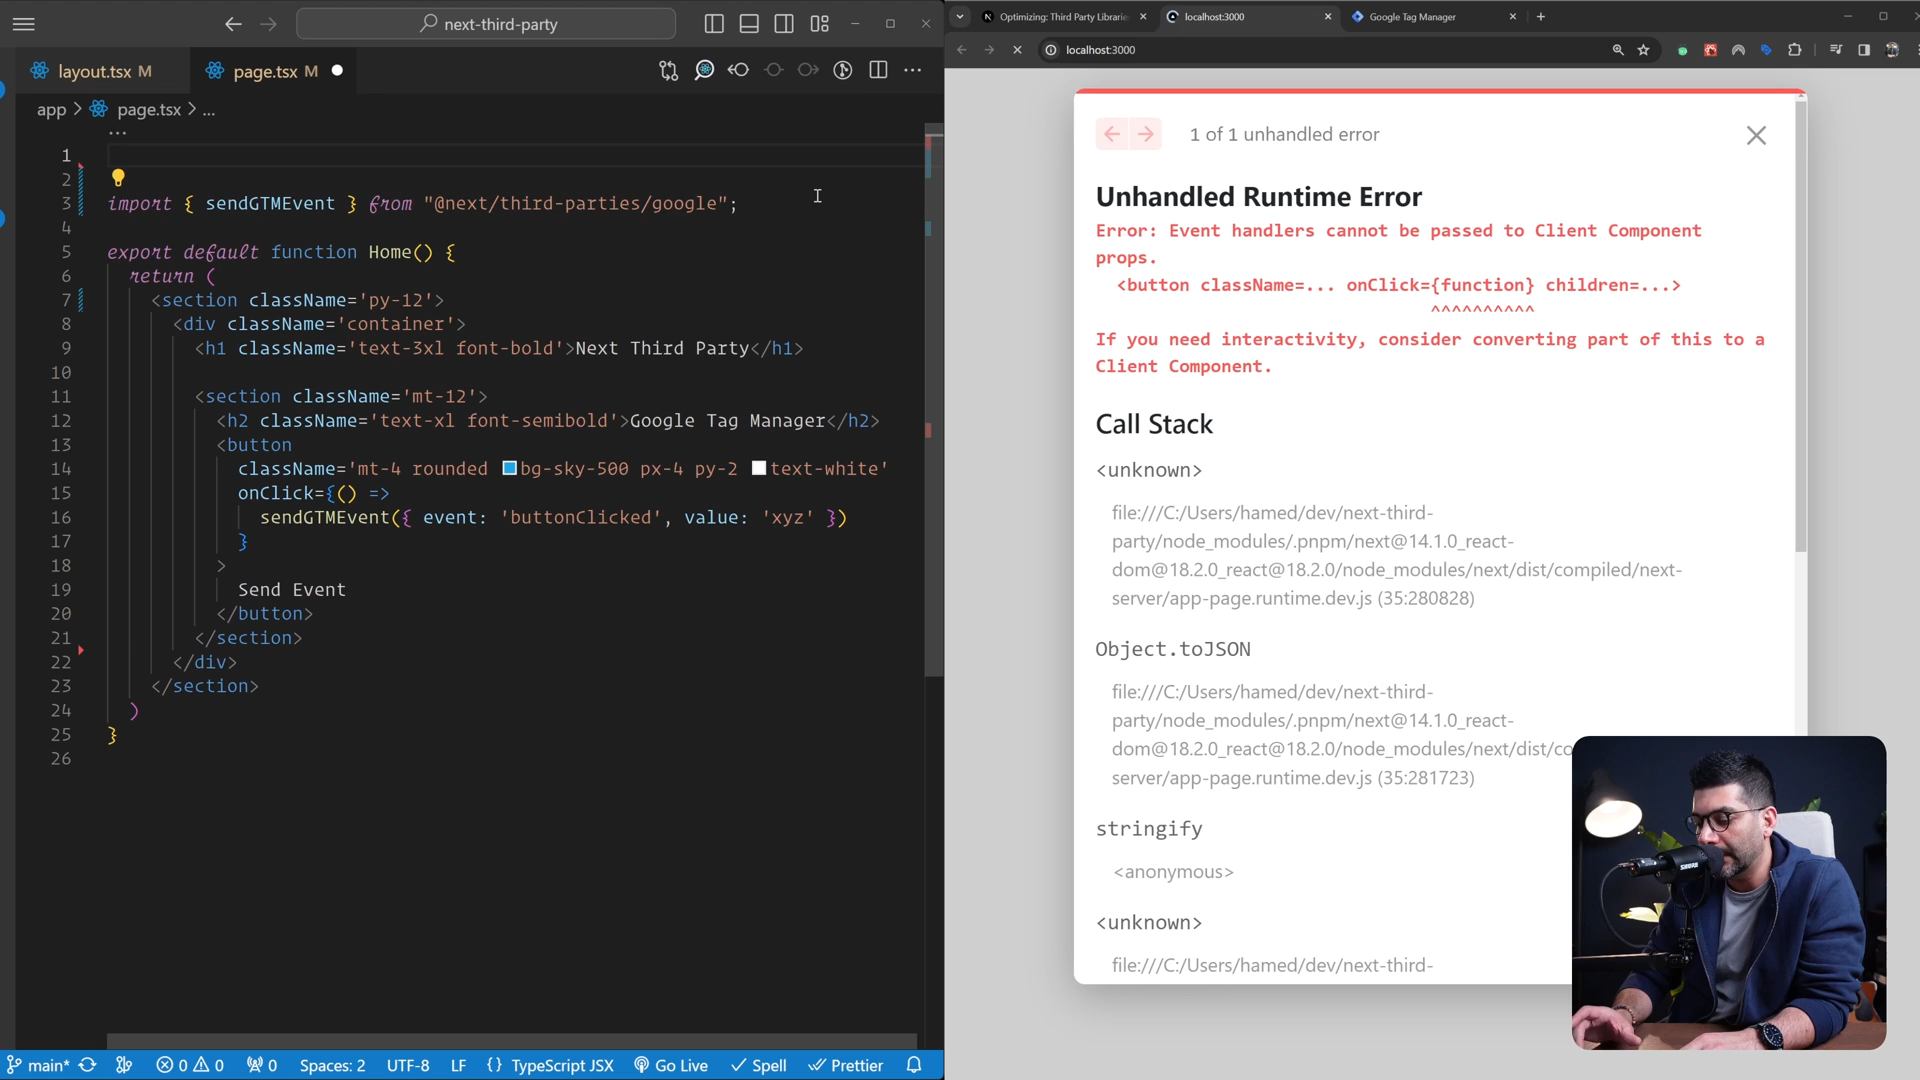 next-third-party
layout.tsx M
page.tsx M
app > page.tsx > ...
...
1
2
3 import { sendGTMEvent } from "@next/third-parties/google";
4
5 export default function Home() {
6 return (
7 <section className='py-12'>
8 <div className='container'>
9 <h1 className='text-3xl font-bold'>Next Third Party</h1>
10
11 <section className='mt-12'>
12 <h2 className='text-xl font-semibold'>Google Tag Manager</h2>
13 <button
14 className='mt-4 rounded bg-sky-500 px-4 py-2 text-white'
15 onClick={() =>
16 sendGTMEvent({ event: 'buttonClicked', value: 'xyz' })
17 }
18 >
19 Send Event
20 </button>
21 </section>
22 </div>
23 </section>
24 )
25 }
26
main* 0 0 0 Spaces: 2 UTF-8 LF {} TypeScript JSX Go Live Spell Prettier
Optimizing: Third Party Librarie
localhost:3000
Google Tag Manager
localhost:3000
1 of 1 unhandled error
Unhandled Runtime Error
Error: Event handlers cannot be passed to Client Component
props.
<button className=... onClick={function} children=...>
^^^^^^^^^^
If you need interactivity, consider converting part of this to a
Client Component.
Call Stack
<unknown>
file:///C:/Users/hamed/dev/next-third-
party/node_modules/.pnpm/next@14.1.0_react-
dom@18.2.0_react@18.2.0/node_modules/next/dist/compiled/next-
server/app-page.runtime.dev.js (35:280828)
Object.toJSON
file:///C:/Users/hamed/dev/next-third-
party/node_modules/.pnpm/next@14.1.0_react-
dom@18.2.0_react@18.2.0/node_modules/next/dist/co
server/app-page.runtime.dev.js (35:281723)
stringify
<anonymous>
<unknown>
file:///C:/Users/hamed/dev/next-third-
SHURE